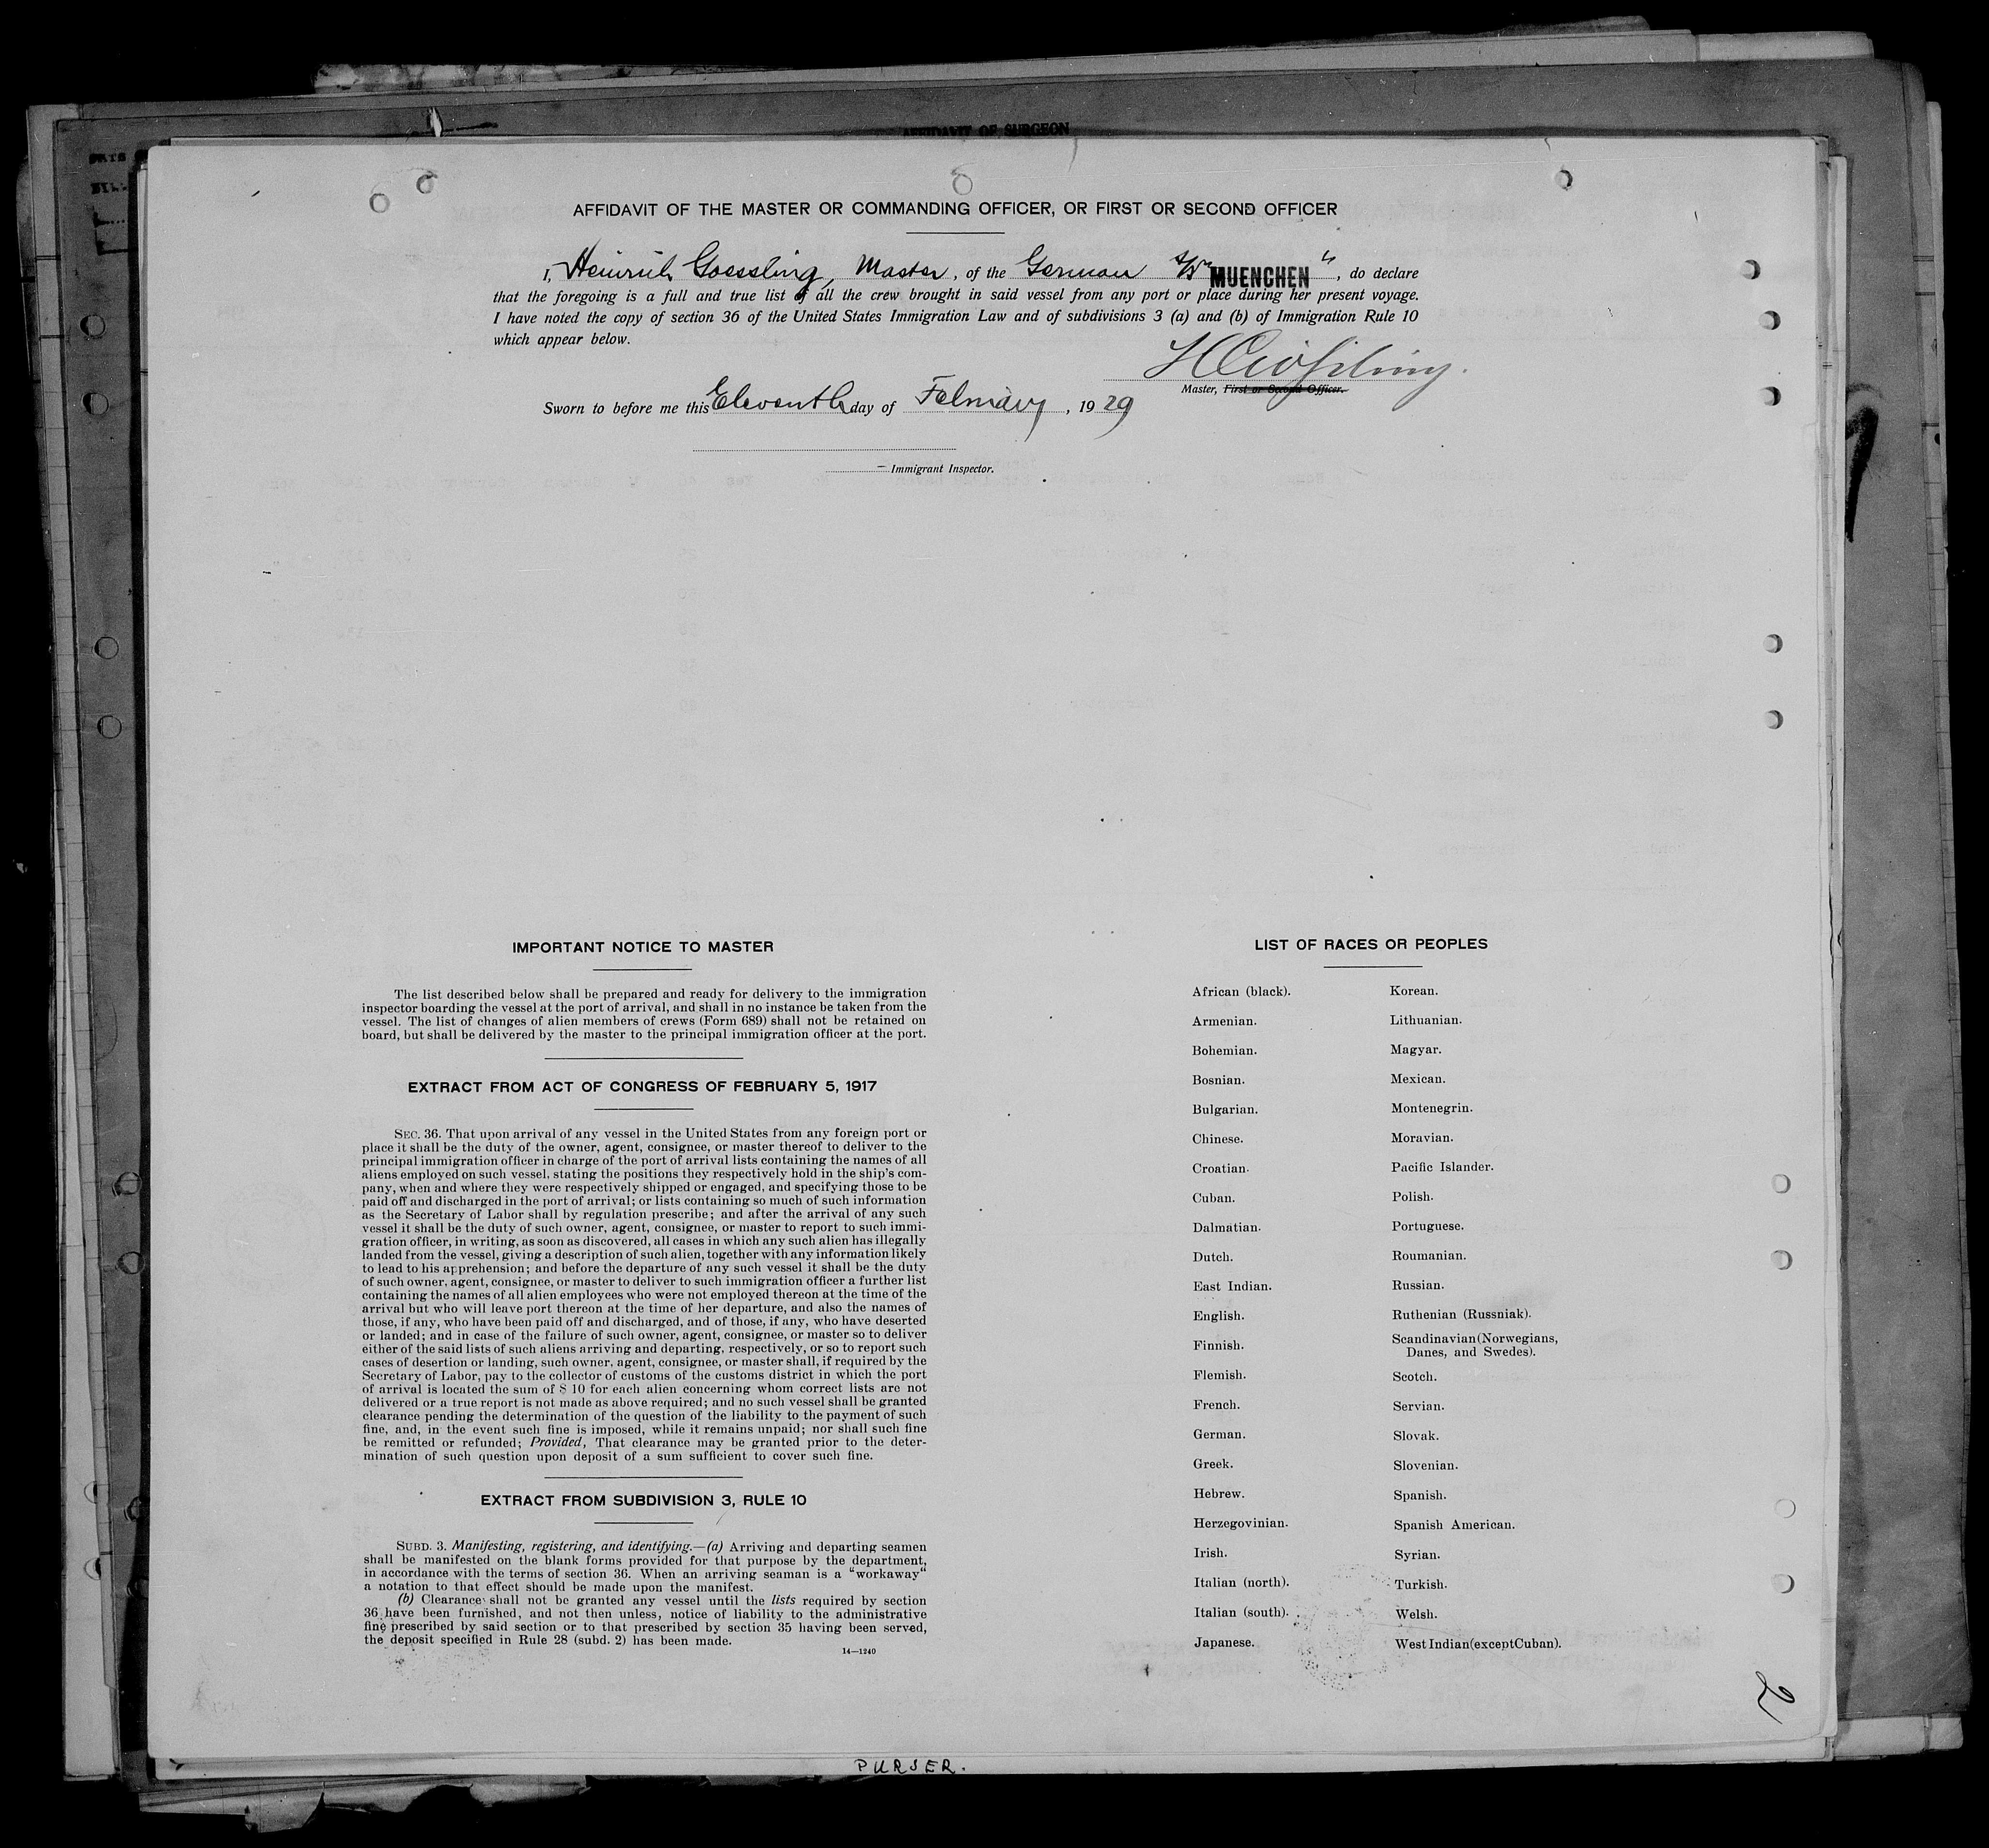 AFFIDAVIT OF SURGEON
AFFIDAVIT OF THE MASTER OR COMMANDING OFFICER, OR FIRST OR SECOND OFFICER
I, Heinrich Goessling, Master, of the German S/S "MUENCHEN", do declare
that the foregoing is a full and true list of all the crew brought in said vessel from any port or place during her present voyage.
I have noted the copy of section 36 of the United States Immigration Law and of subdivisions 3 (a) and (b) of Immigration Rule 10
which appear below.
Master, First or Second Officer.
Sworn to before me this Eleventh day of February, 1929
Immigrant Inspector.
IMPORTANT NOTICE TO MASTER
The list described below shall be prepared and ready for delivery to the immigration
inspector boarding the vessel at the port of arrival, and shall in no instance be taken from the
vessel. The list of changes of alien members of crews (Form 689) shall not be retained on
board, but shall be delivered by the master to the principal immigration officer at the port.
EXTRACT FROM ACT OF CONGRESS OF FEBRUARY 5, 1917
SEC. 36. That upon arrival of any vessel in the United States from any foreign port or
place it shall be the duty of the owner, agent, consignee, or master thereof to deliver to the
principal immigration officer in charge of the port of arrival lists containing the names of all
aliens employed on such vessel, stating the positions they respectively hold in the ship's com-
pany, when and where they were respectively shipped or engaged, and specifying those to be
paid off and discharged in the port of arrival; or lists containing so much of such information
as the Secretary of Labor shall by regulation prescribe; and after the arrival of any such
vessel it shall be the duty of such owner, agent, consignee, or master to report to such immi-
gration officer, in writing, as soon as discovered, all cases in which any such alien has illegally
landed from the vessel, giving a description of such alien, together with any information likely
to lead to his apprehension; and before the departure of any such vessel it shall be the duty
of such owner, agent, consignee, or master to deliver to such immigration officer a further list
containing the names of all alien employees who were not employed thereon at the time of the
arrival but who will leave port thereon at the time of her departure, and also the names of
those, if any, who have been paid off and discharged, and of those, if any, who have deserted
or landed; and in case of the failure of such owner, agent, consignee, or master so to deliver
either of the said lists of such aliens arriving and departing, respectively, or so to report such
cases of desertion or landing, such owner, agent, consignee, or master shall, if required by the
Secretary of Labor, pay to the collector of customs of the customs district in which the port
of arrival is located the sum of $ 10 for each alien concerning whom correct lists are not
delivered or a true report is not made as above required; and no such vessel shall be granted
clearance pending the determination of the question of the liability to the payment of such
fine, and, in the event such fine is imposed, while it remains unpaid; nor shall such fine
be remitted or refunded; Provided, That clearance may be granted prior to the deter-
mination of such question upon deposit of a sum sufficient to cover such fine.
EXTRACT FROM SUBDIVISION 3, RULE 10
SUBD. 3. Manifesting, registering, and identifying.—(a) Arriving and departing seamen
shall be manifested on the blank forms provided for that purpose by the department,
in accordance with the terms of section 36. When an arriving seaman is a “workaway“
a notation to that effect should be made upon the manifest.
(b) Clearance shall not be granted any vessel until the lists required by section
36 have been furnished, and not then unless, notice of liability to the administrative
fine prescribed by said section or to that prescribed by section 35 having been served,
the deposit specified in Rule 28 (subd. 2) has been made.
14—1240
LIST OF RACES OR PEOPLES
African (black).
Armenian.
Bohemian.
Bosnian.
Bulgarian.
Chinese.
Croatian.
Cuban.
Dalmatian.
Dutch.
East Indian.
English.
Finnish.
Flemish.
French.
German.
Greek.
Hebrew.
Herzegovinian.
Irish.
Italian (north).
Italian (south).
Japanese.
Korean.
Lithuanian.
Magyar.
Mexican.
Montenegrin.
Moravian.
Pacific Islander.
Polish.
Portuguese.
Roumanian.
Russian.
Ruthenian (Russniak).
Scandinavian(Norwegians,
Danes, and Swedes).
Scotch.
Servian.
Slovak.
Slovenian.
Spanish.
Spanish American.
Syrian.
Turkish.
Welsh.
West Indian(except Cuban).
2
PURSER.